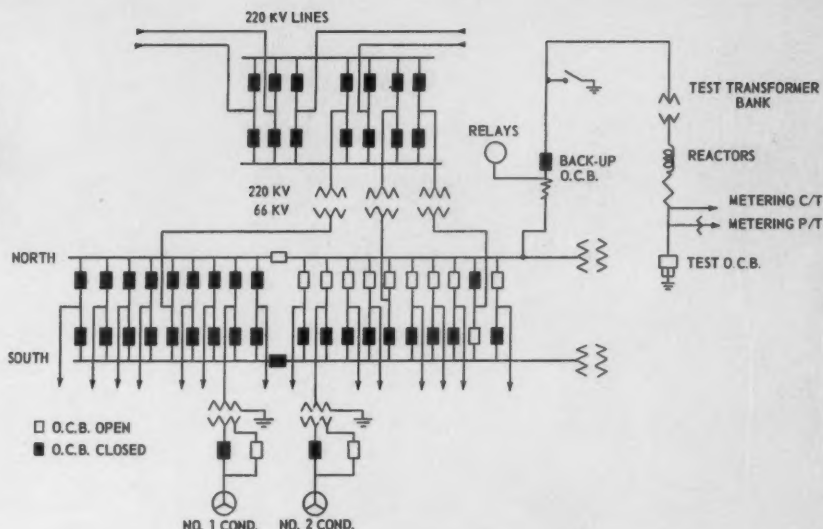 220 KV LINES
TEST TRANSFORMER
BANK
RELAYS
BACK-UP
O.C.B.
REACTORS
220 KV
66 KV
METERING C/T
METERING P/T
NORTH
TEST O.C.B.
SOUTH
O.C.B. OPEN
O.C.B. CLOSED
NO. 1 COND.
NO. 2 COND.